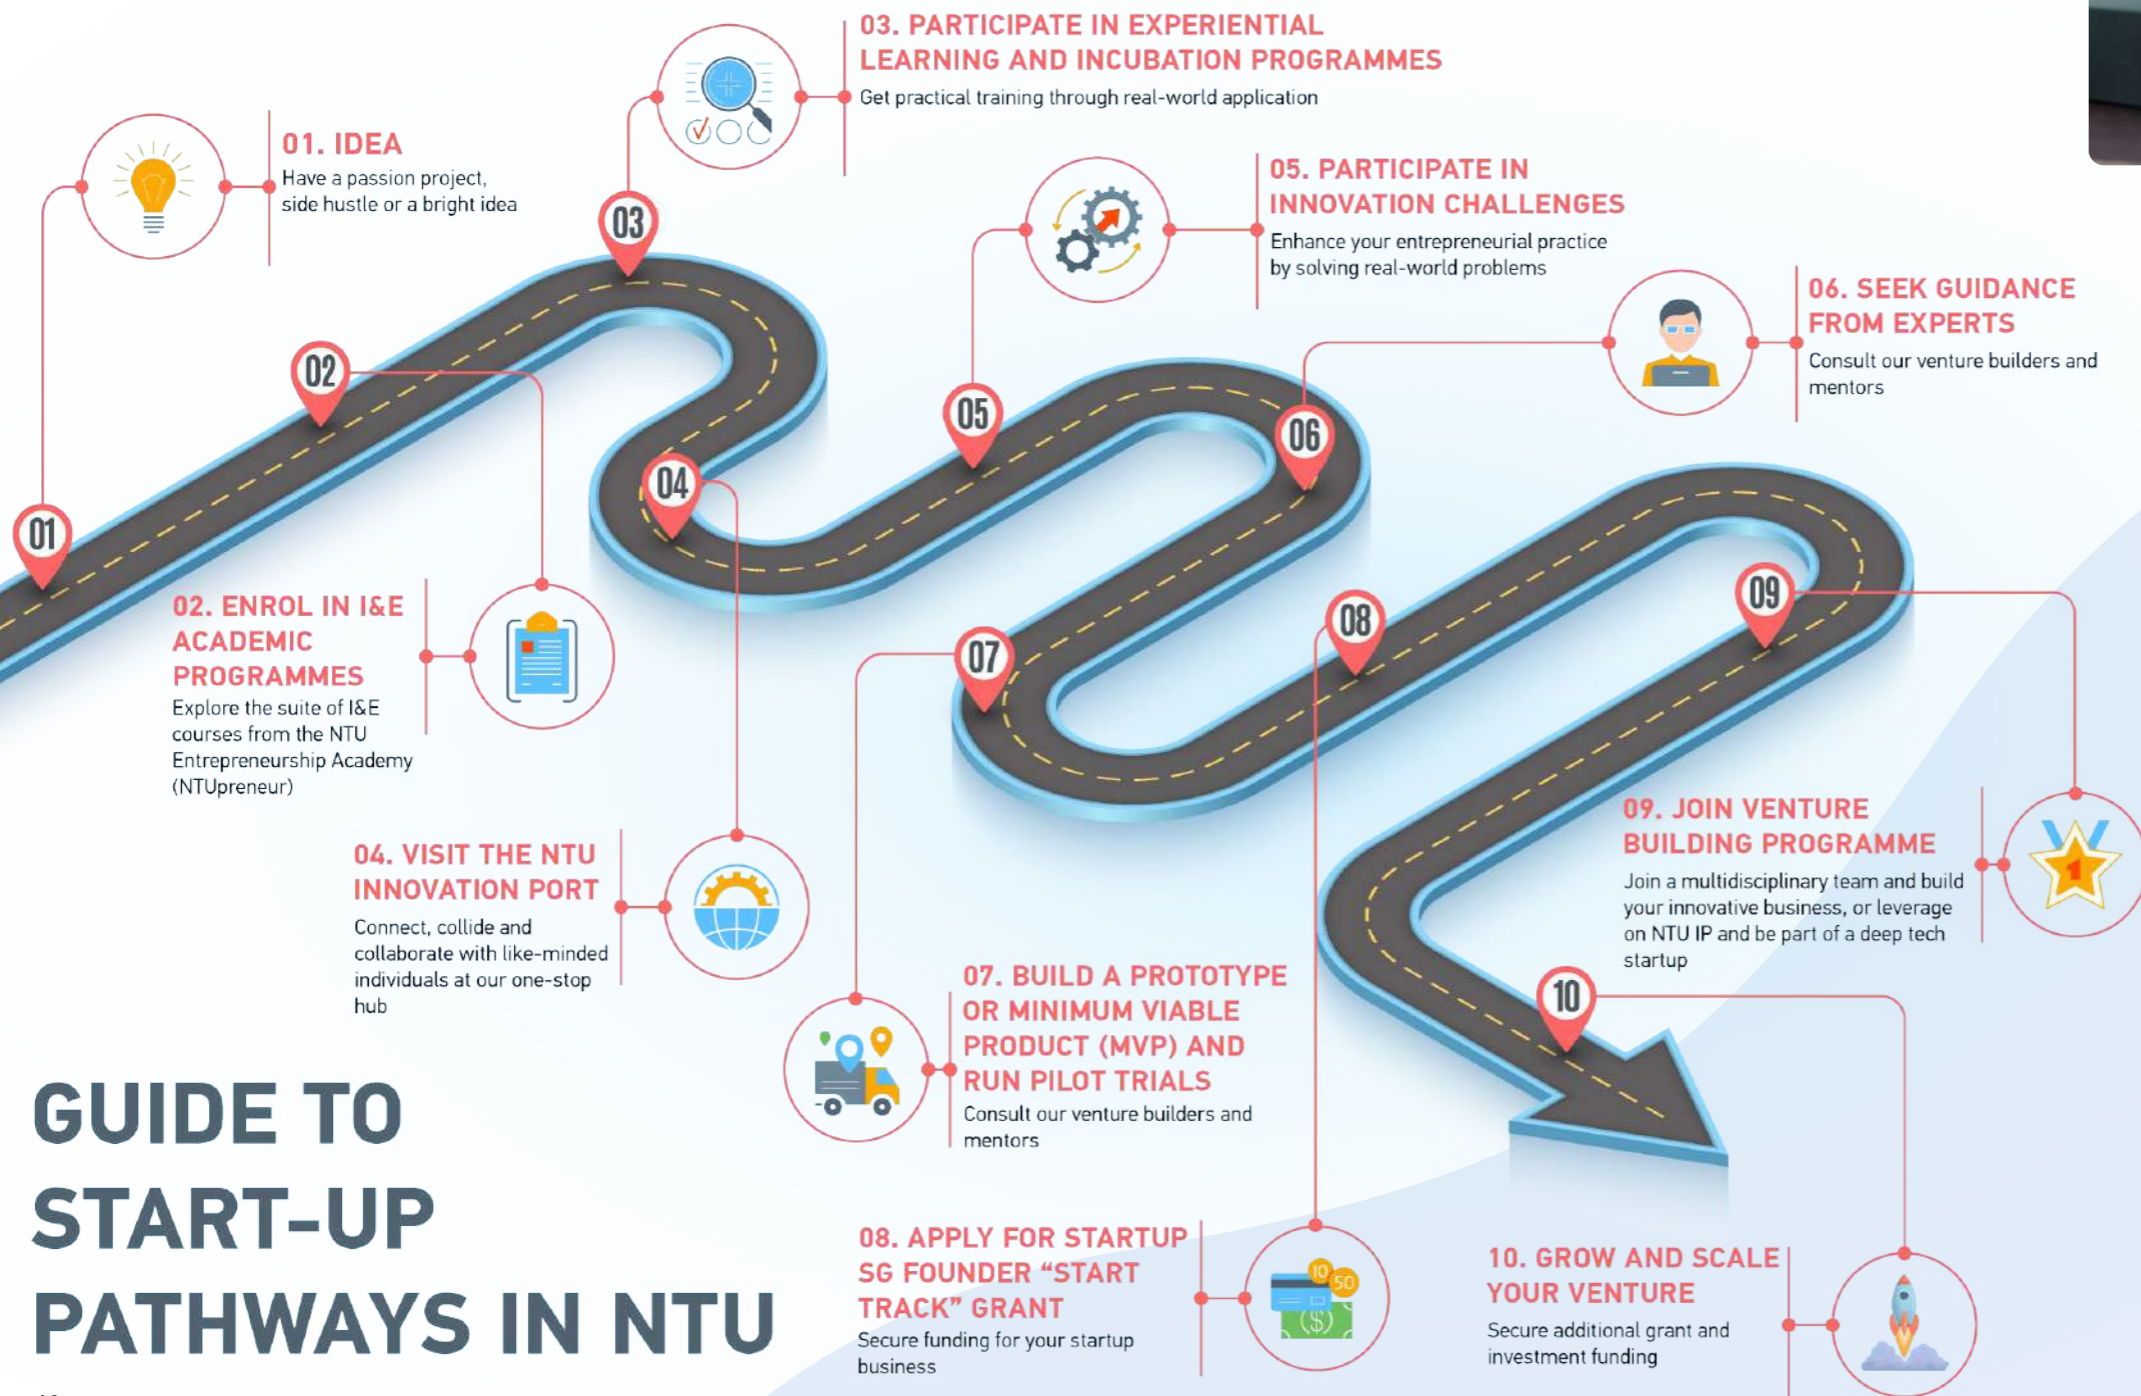 01. IDEA
Have a passion project,
side hustle or a bright idea
03. PARTICIPATE IN EXPERIENTIAL
LEARNING AND INCUBATION PROGRAMMES
Get practical training through real-world application
05. PARTICIPATE IN
INNOVATION CHALLENGES
Enhance your entrepreneurial practice
by solving real-world problems
06. SEEK GUIDANCE
FROM EXPERTS
Consult our venture builders and
mentors
01
02
03
04
05
06
07
08
09
10
02. ENROL IN I&E
ACADEMIC
PROGRAMMES
Explore the suite of I&E
courses from the NTU
Entrepreneurship Academy
(NTUpreneur)
04. VISIT THE NTU
INNOVATION PORT
Connect, collide and
collaborate with like-minded
individuals at our one-stop
hub
07. BUILD A PROTOTYPE
OR MINIMUM VIABLE
PRODUCT (MVP) AND
RUN PILOT TRIALS
Consult our venture builders and
mentors
09. JOIN VENTURE
BUILDING PROGRAMME
Join a multidisciplinary team and build
your innovative business, or leverage
on NTU IP and be part of a deep tech
startup
1
08. APPLY FOR STARTUP
SG FOUNDER “START
TRACK” GRANT
Secure funding for your startup
business
10
50
($)
10. GROW AND SCALE
YOUR VENTURE
Secure additional grant and
investment funding
GUIDE TO
START-UP
PATHWAYS IN NTU